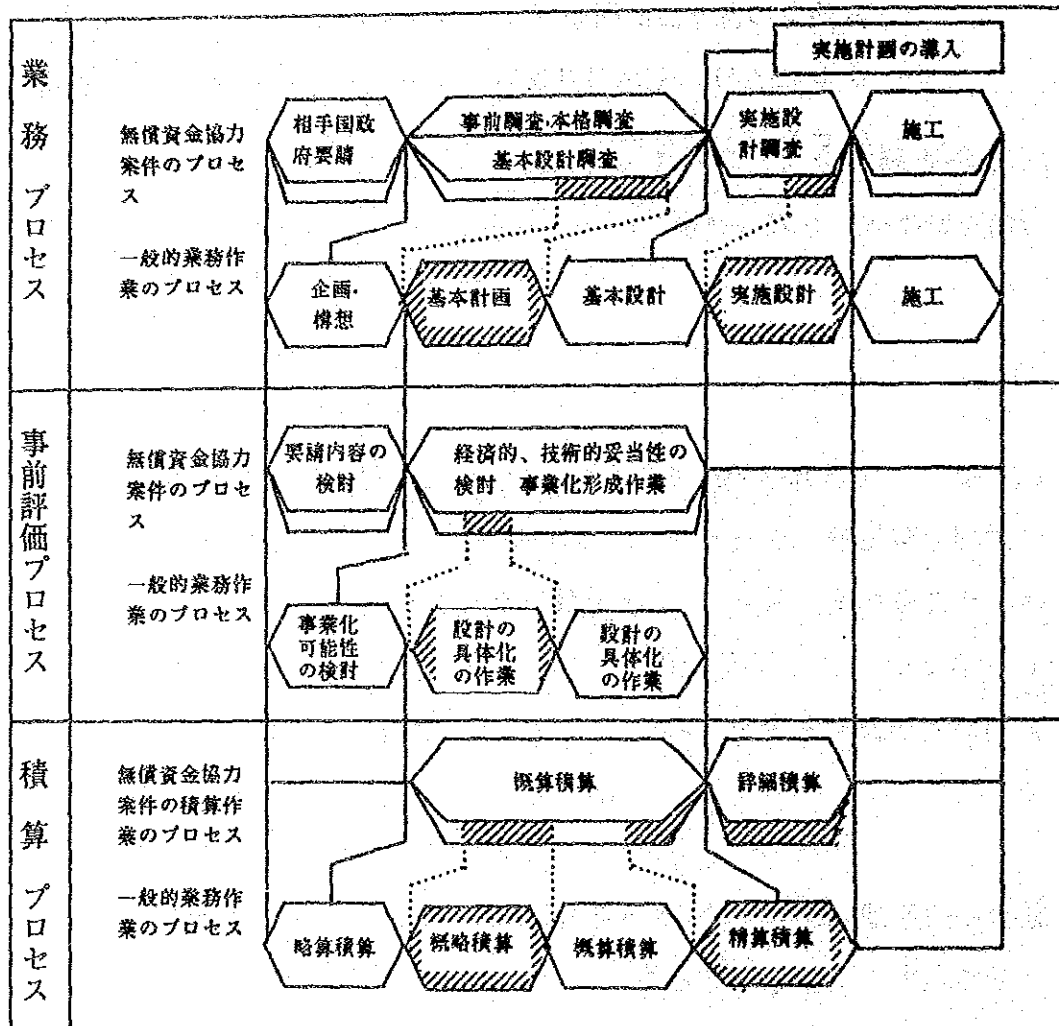 実施計画の導入
業務プロセス
無償資金協力
案件のプロセ
ス
相手国政
府要請
事前調査・本格調査
基本設計調査
実施設
計調査
施工
一般的業務作
業のプロセス
企画・
構想
基本計画
基本設計
実施設計
施工
事前評価プロセス
無償資金協力
案件のプロセ
ス
要請内容の
検討
経済的、技術的妥当性の
検討 事業化形成作業
一般的業務作
業のプロセス
事業化
可能性
の検討
設計の
具体化
の作業
設計の
具体化
の作業
積算プロセス
無償資金協力
案件の積算作
業のプロセス
概算積算
詳細積算
一般的業務作
業のプロセス
略算積算
概略積算
概算積算
精算積算